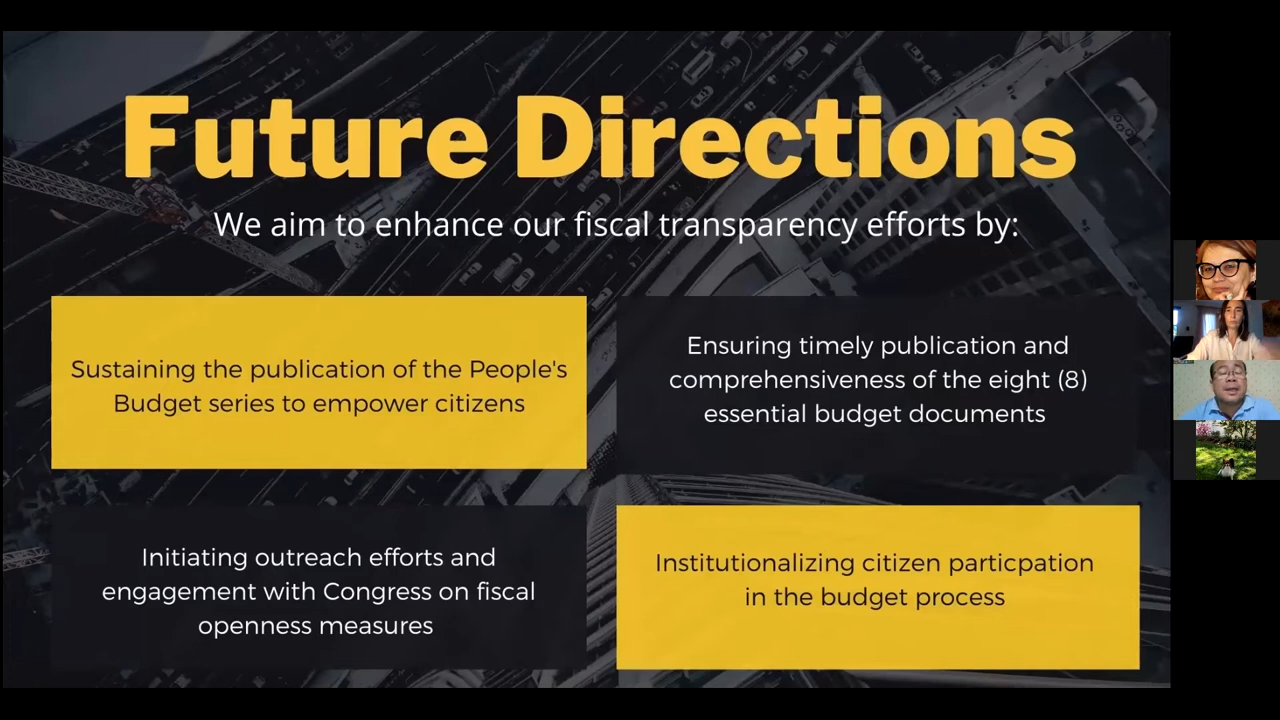 Future Directions
We aim to enhance our fiscal transparency efforts by:
Sustaining the publication of the People's
Budget series to empower citizens
Ensuring timely publication and
comprehensiveness of the eight (8)
essential budget documents
Initiating outreach efforts and
engagement with Congress on fiscal
openness measures
Institutionalizing citizen particpation
in the budget process